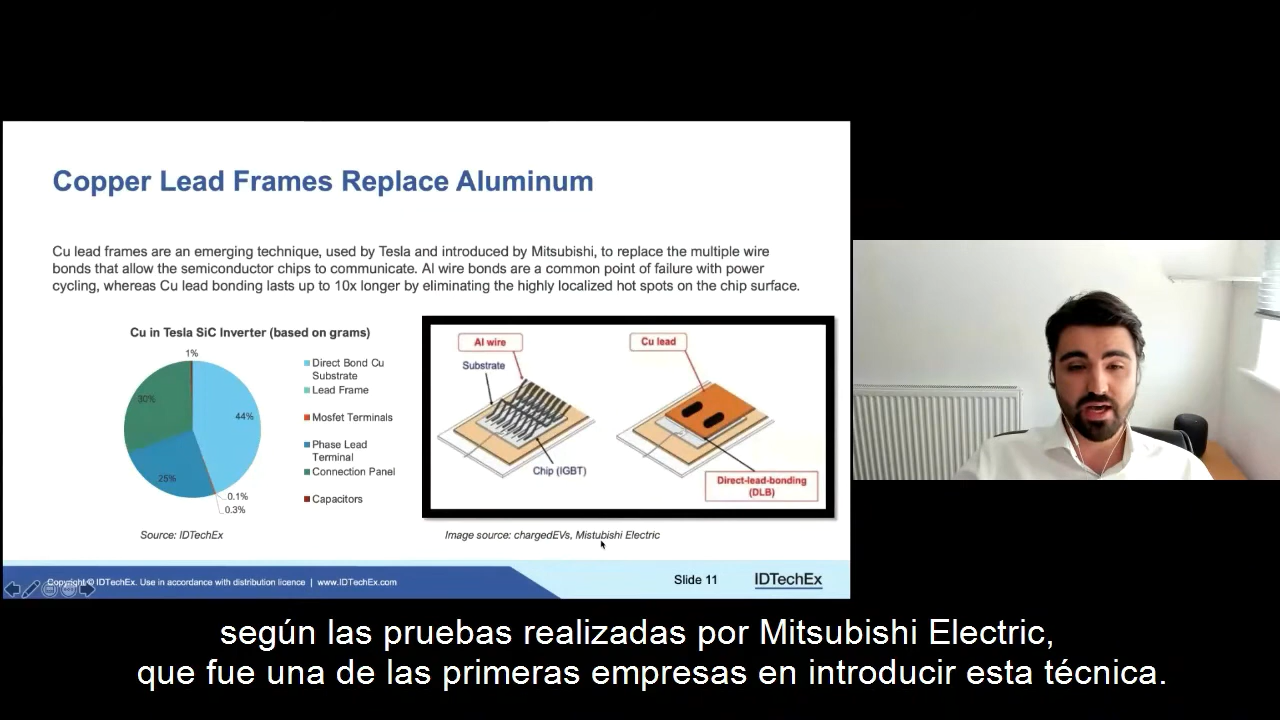 Copper Lead Frames Replace Aluminum
Cu lead frames are an emerging technique, used by Tesla and introduced by Mitsubishi, to replace the multiple wire
bonds that allow the semiconductor chips to communicate. Al wire bonds are a common point of failure with power
cycling, whereas Cu lead bonding lasts up to 10x longer by eliminating the highly localized hot spots on the chip surface.
Cu in Tesla SiC Inverter (based on grams)
1%
30%
44%
25%
0.1%
0.3%
Direct Bond Cu
Substrate
Lead Frame
Mosfet Terminals
Phase Lead
Terminal
Connection Panel
Capacitors
Source: IDTechEx
Al wire
Substrate
Chip (IGBT)
Cu lead
Direct-lead-bonding
(DLB)
Image source: chargedEVs, Mistubishi Electric
Copyright © IDTechEx. Use in accordance with distribution licence | www.IDTechEx.com
Slide 11
IDTechEx
según las pruebas realizadas por Mitsubishi Electric,
que fue una de las primeras empresas en introducir esta técnica.